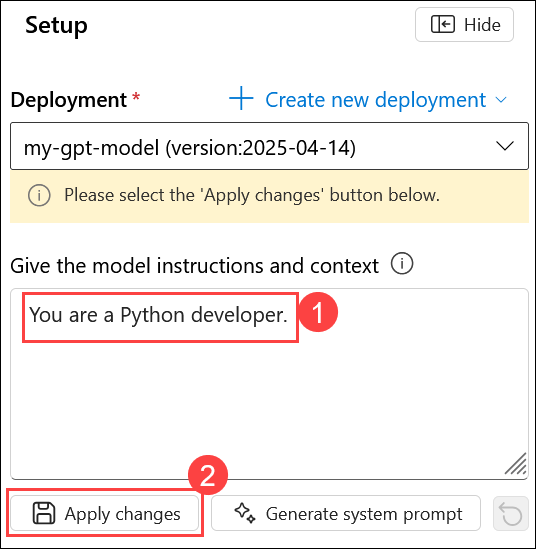 Setup
Hide
Deployment *
Create new deployment
my-gpt-model (version:2025-04-14)
Please select the 'Apply changes' button below.
Give the model instructions and context
You are a Python developer.
1
2
Apply changes
Generate system prompt